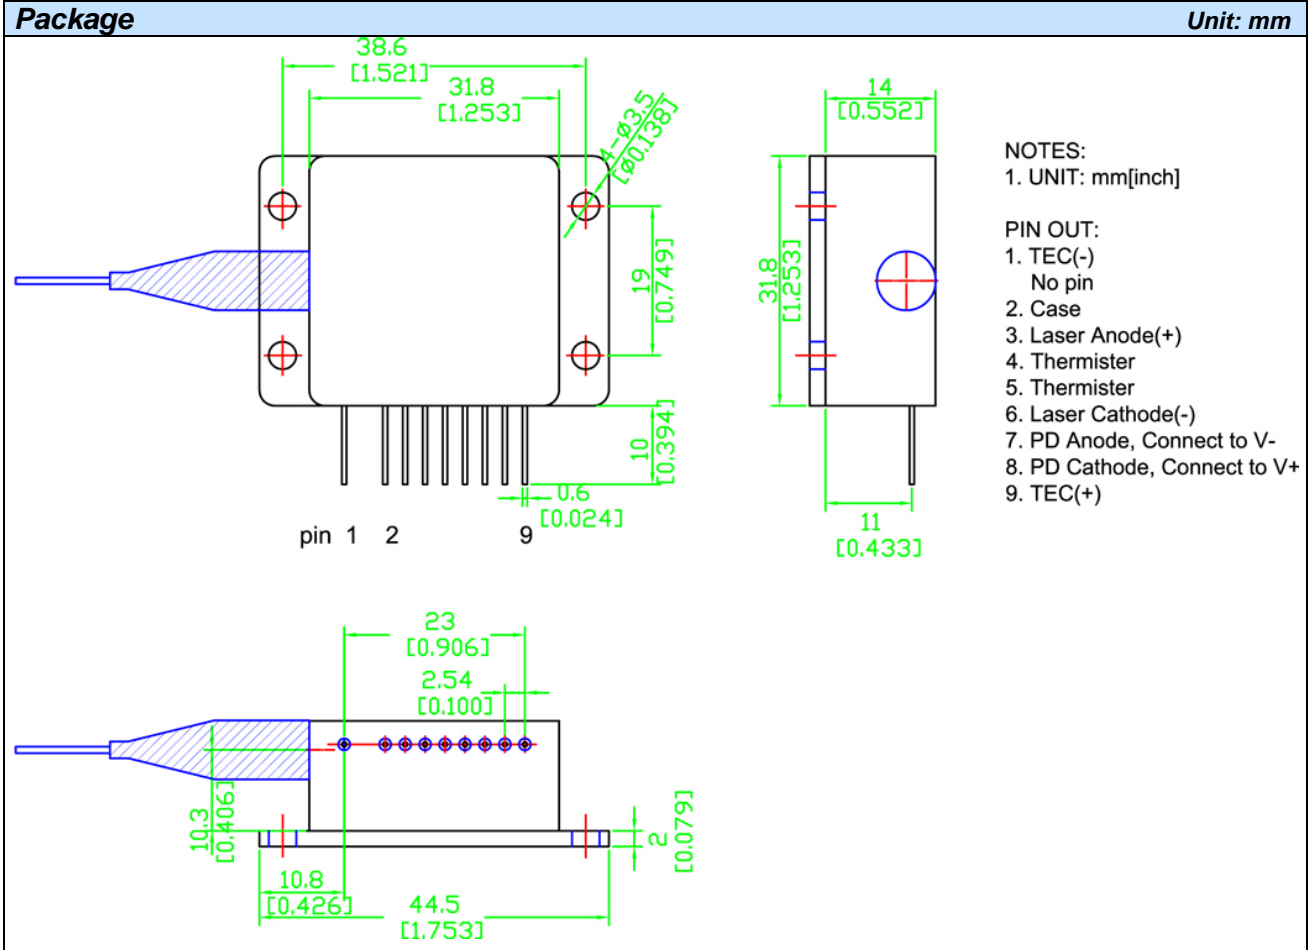 Package
Unit: mm
38.6
[1.521]
31.8
[1.253]
4-ø3.5
[ø0.138]
19
[0.749]
10
[0.394]
0.6
[0.024]
pin 1 2 9
14
[0.552]
31.8
[1.253]
11
[0.433]
NOTES:
1. UNIT: mm[inch]
PIN OUT:
1. TEC(-)
No pin
2. Case
3. Laser Anode(+)
4. Thermister
5. Thermister
6. Laser Cathode(-)
7. PD Anode, Connect to V-
8. PD Cathode, Connect to V+
9. TEC(+)
23
[0.906]
2.54
[0.100]
10.3
[0.406]
2
[0.079]
10.8
[0.426]
44.5
[1.753]